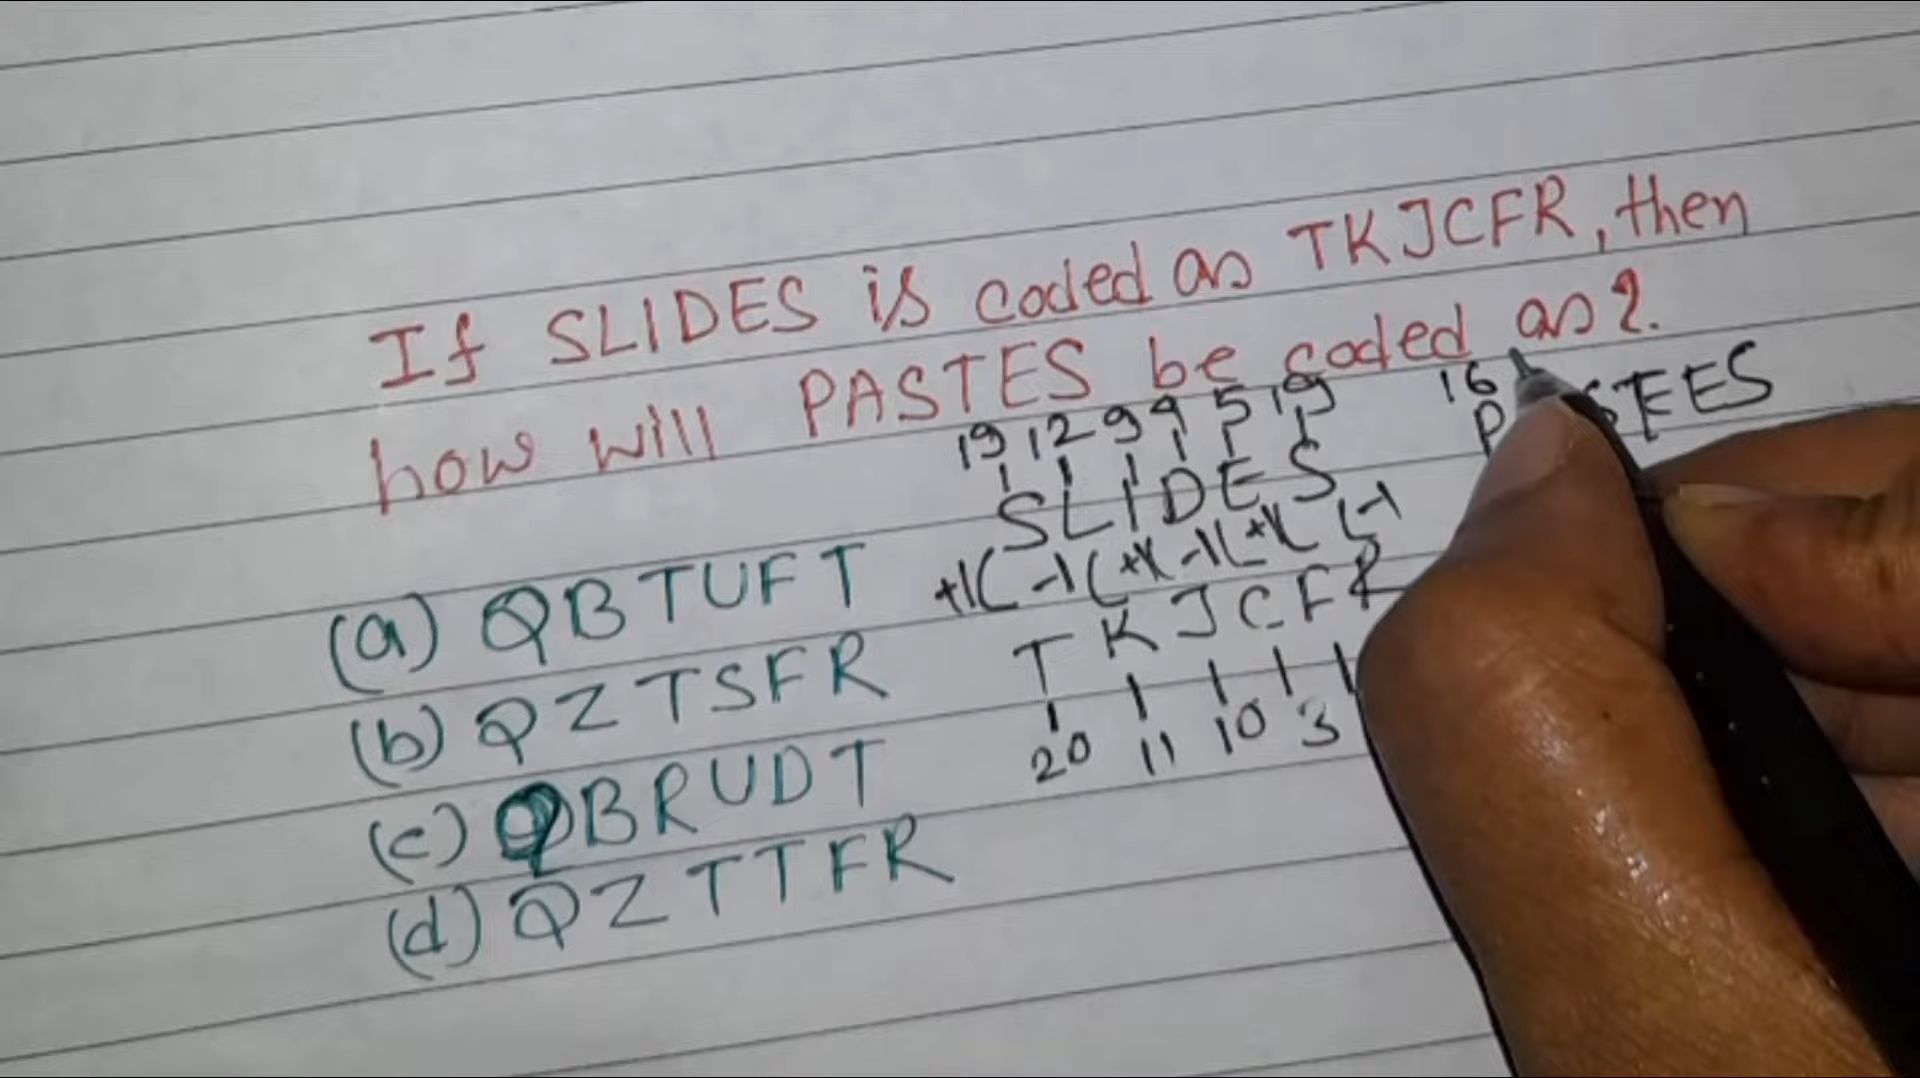 If SLIDES is coded as TKJCFR, then
how will PASTES be coded as ?.
19 12 9 4 5 19
SLIDES
+1( -1( +1( -1( +1( (-1
TKJCFR
20 11 10 3
16
P STEES
(a) QBTUFT
(b) QZTSFR
(c) QBRUDT
(d) QZTTFR